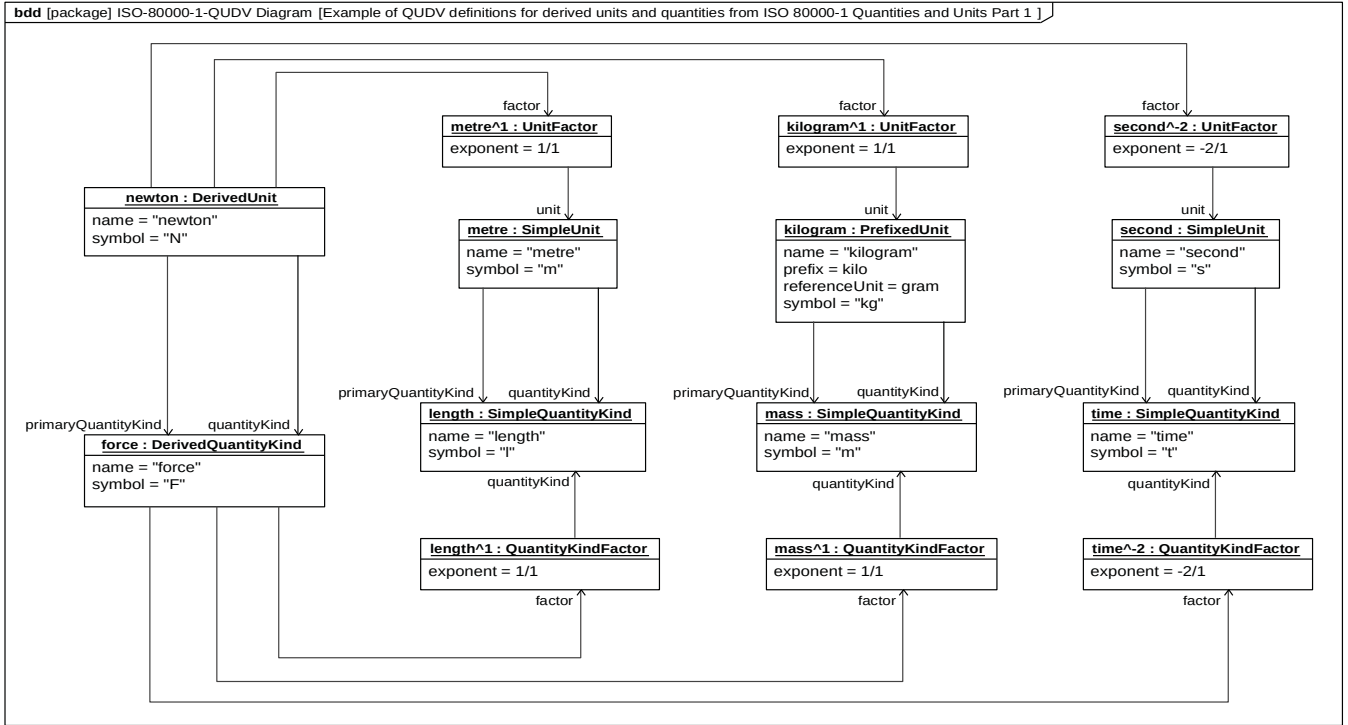 bdd [package] ISO-80000-1-QUDV Diagram [Example of QUDV definitions for derived units and quantities from ISO 80000-1 Quantities and Units Part 1 ]
factor
factor
factor
metre^1 : UnitFactor
exponent = 1/1
kilogram^1 : UnitFactor
exponent = 1/1
second^-2 : UnitFactor
exponent = -2/1
newton : DerivedUnit
name = "newton"
symbol = "N"
unit
unit
unit
metre : SimpleUnit
name = "metre"
symbol = "m"
kilogram : PrefixedUnit
name = "kilogram"
prefix = kilo
referenceUnit = gram
symbol = "kg"
second : SimpleUnit
name = "second"
symbol = "s"
primaryQuantityKind
quantityKind
primaryQuantityKind
quantityKind
primaryQuantityKind
quantityKind
primaryQuantityKind
quantityKind
force : DerivedQuantityKind
name = "force"
symbol = "F"
length : SimpleQuantityKind
name = "length"
symbol = "l"
mass : SimpleQuantityKind
name = "mass"
symbol = "m"
time : SimpleQuantityKind
name = "time"
symbol = "t"
quantityKind
quantityKind
quantityKind
length^1 : QuantityKindFactor
exponent = 1/1
mass^1 : QuantityKindFactor
exponent = 1/1
time^-2 : QuantityKindFactor
exponent = -2/1
factor
factor
factor